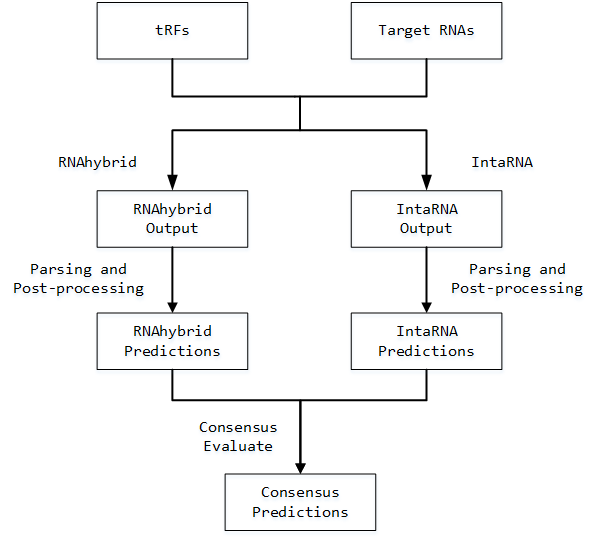 tRFs
Target RNAs
RNAhybrid
IntaRNA
RNAhybrid
Output
IntaRNA
Output
Parsing and
Post-processing
Parsing and
Post-processing
RNAhybrid
Predictions
IntaRNA
Predictions
Consensus
Evaluate
Consensus
Predictions